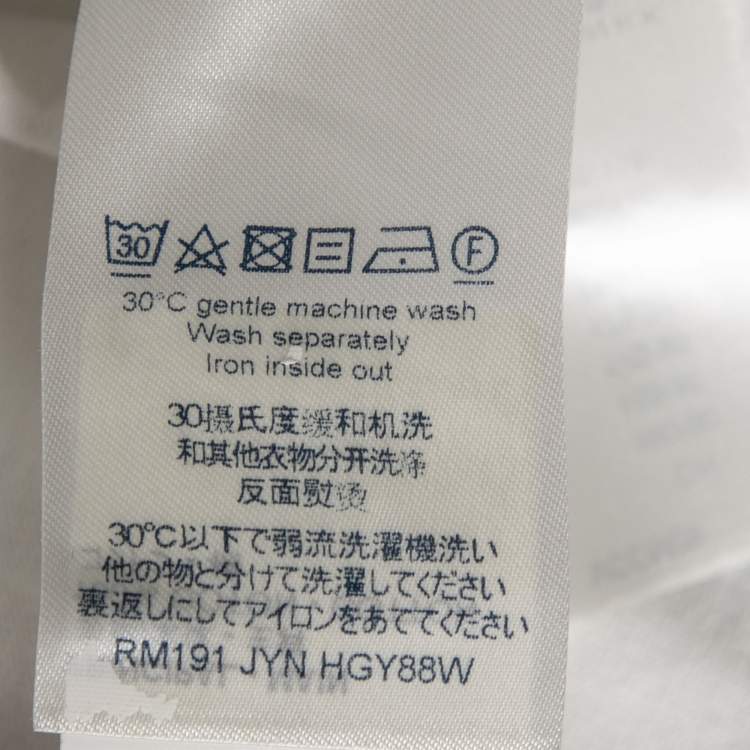 30
F
30°C gentle machine wash
Wash separately
Iron inside out
30摄氏度缓和机洗
和其他衣物分开洗涤
反面熨烫
30℃以下で弱流洗濯機洗い
他の物と分けて洗濯してください
裏返しにしてアイロンをあててください
RM191 JYN HGY88W